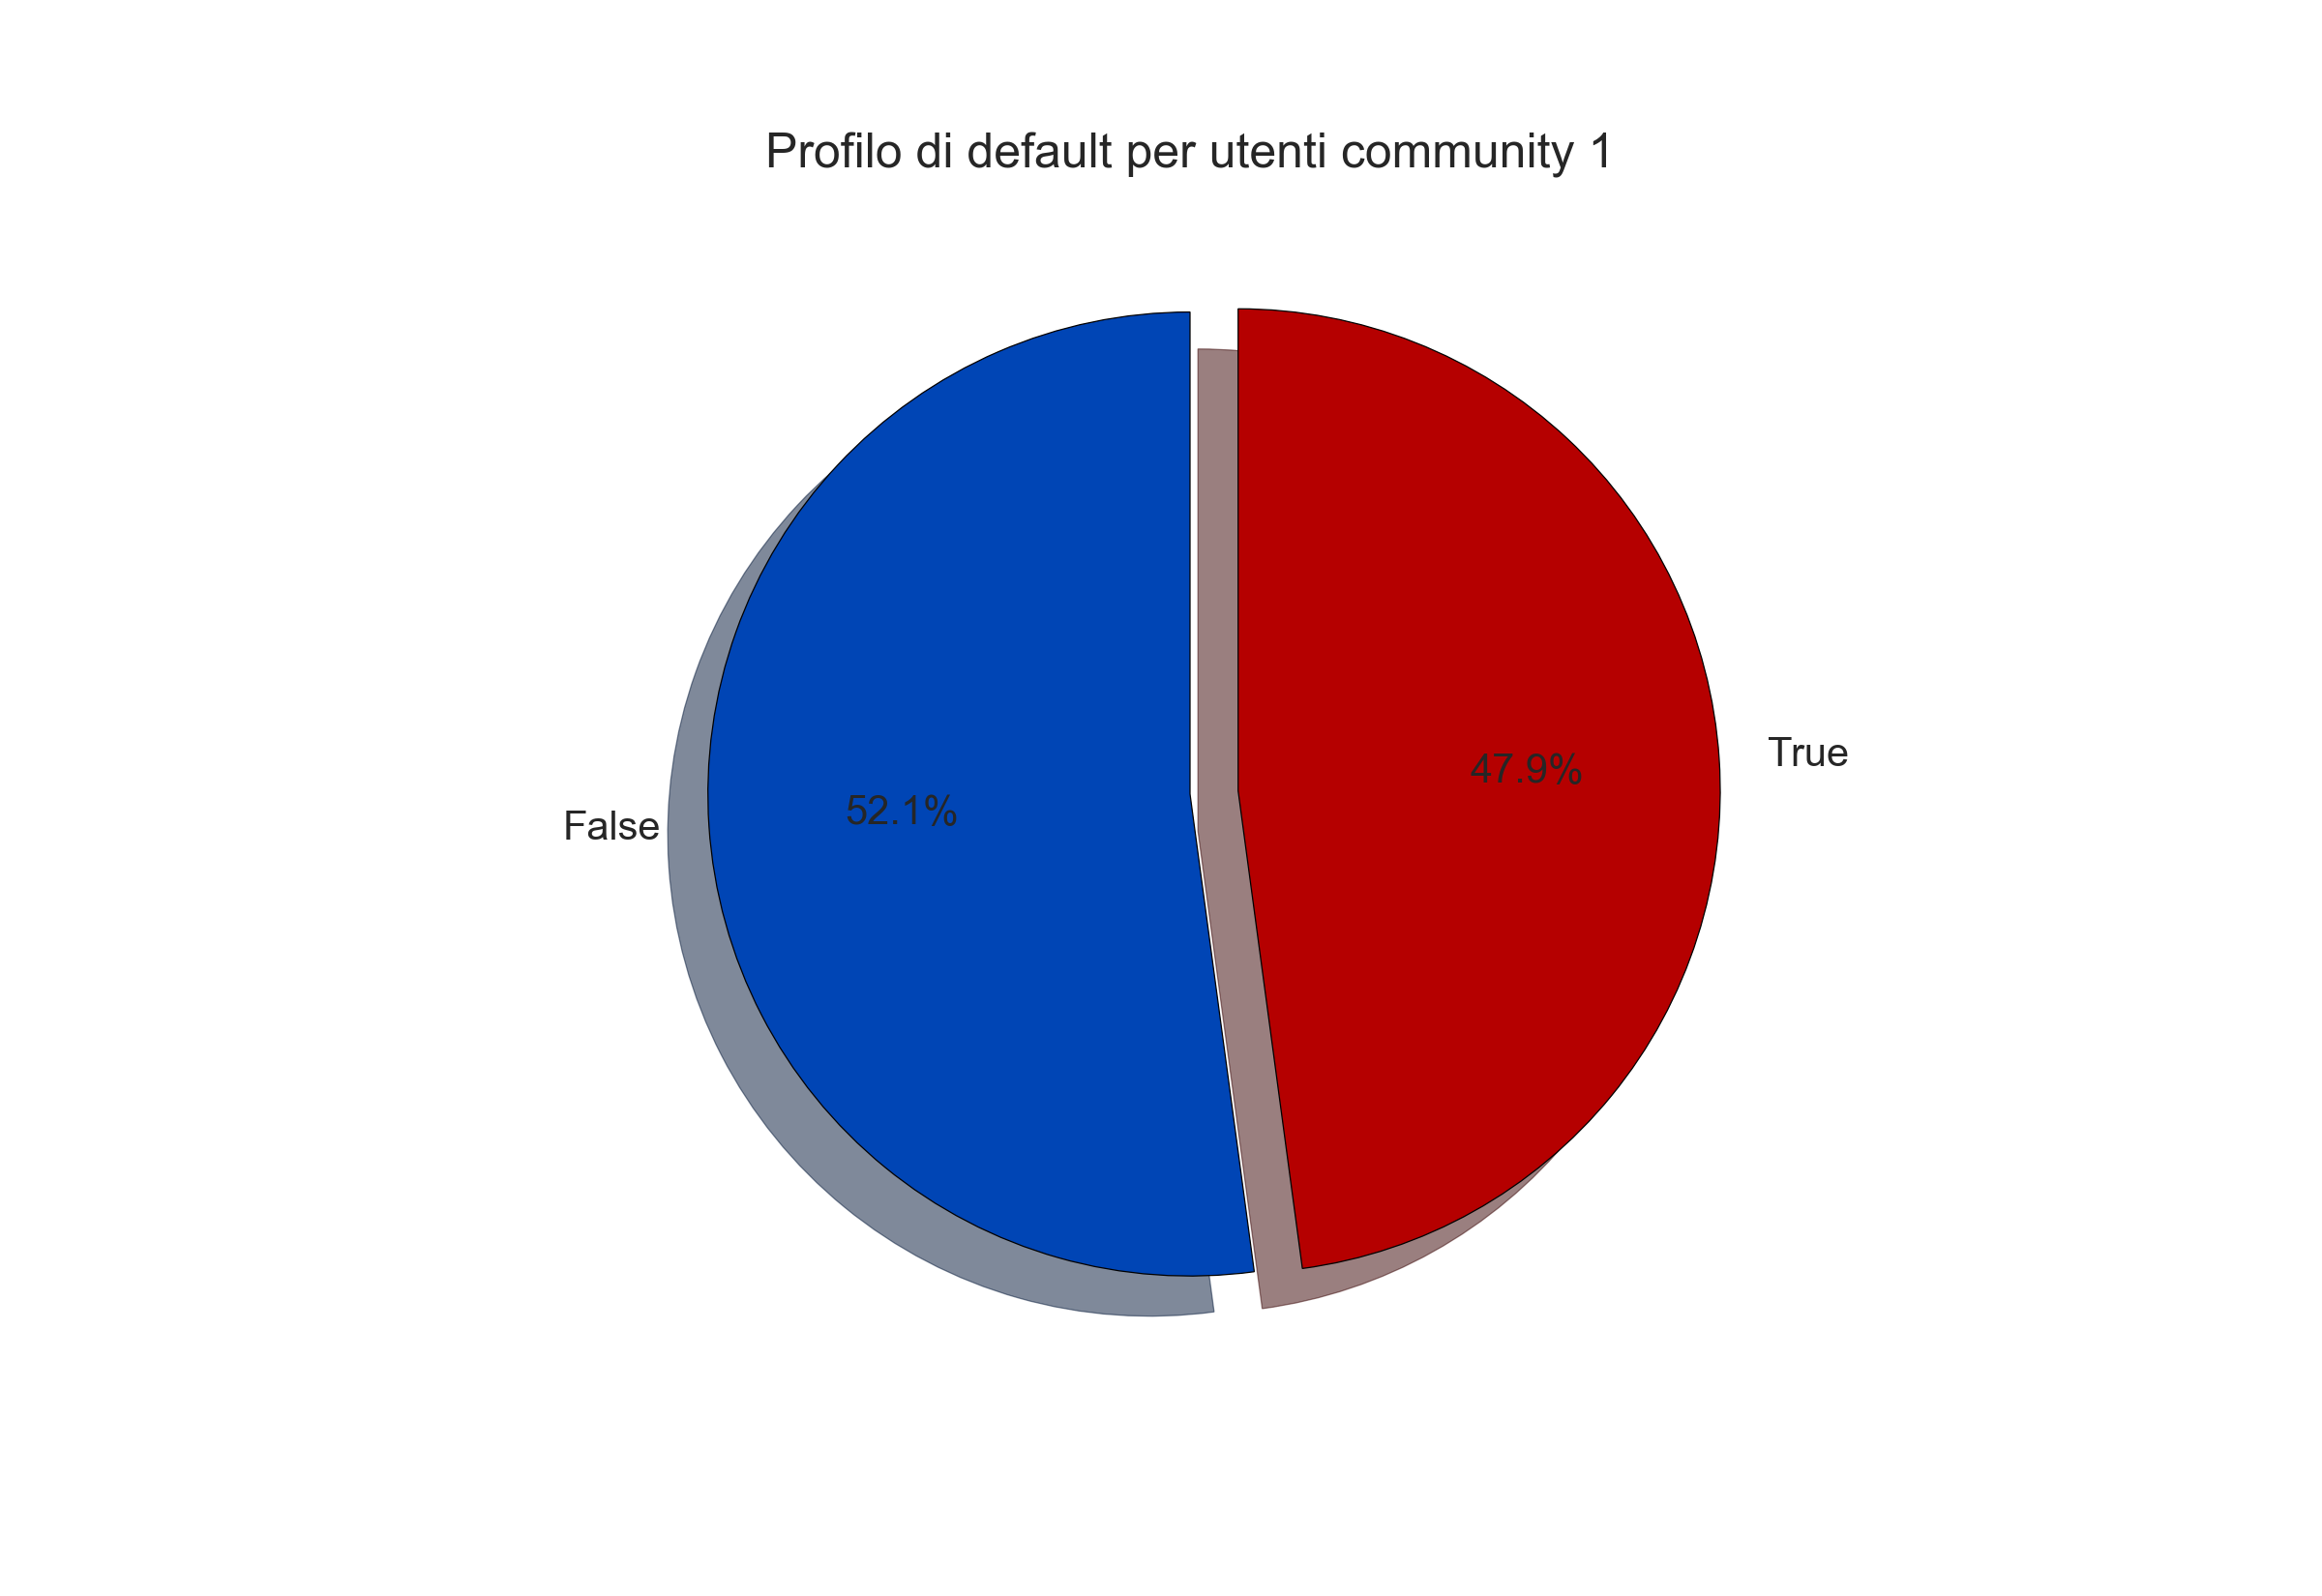 Profilo di default per utenti community 1
True
47.9%
52.1%
False